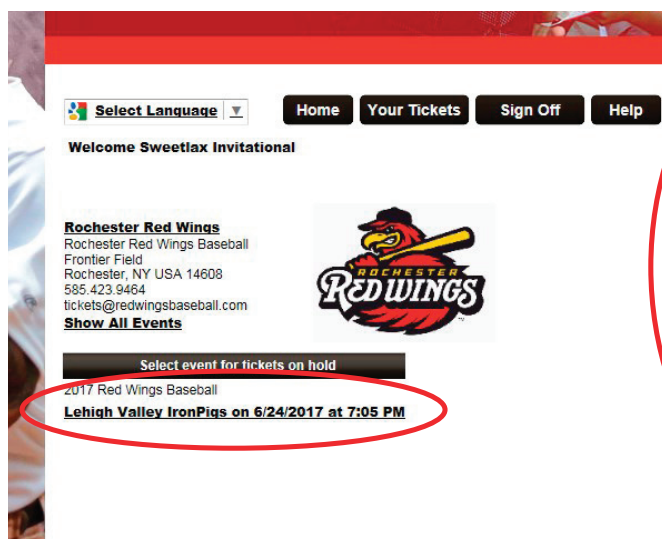 Select Language ▼
Home
Your Tickets
Sign Off
Help
Welcome Sweetlax Invitational
Rochester Red Wings
Rochester Red Wings Baseball
Frontier Field
Rochester, NY USA 14608
585.423.9464
tickets@redwingsbaseball.com
Show All Events
ROCHESTER
RED WINGS
Select event for tickets on hold
2017 Red Wings Baseball
Lehigh Valley IronPigs on 6/24/2017 at 7:05 PM